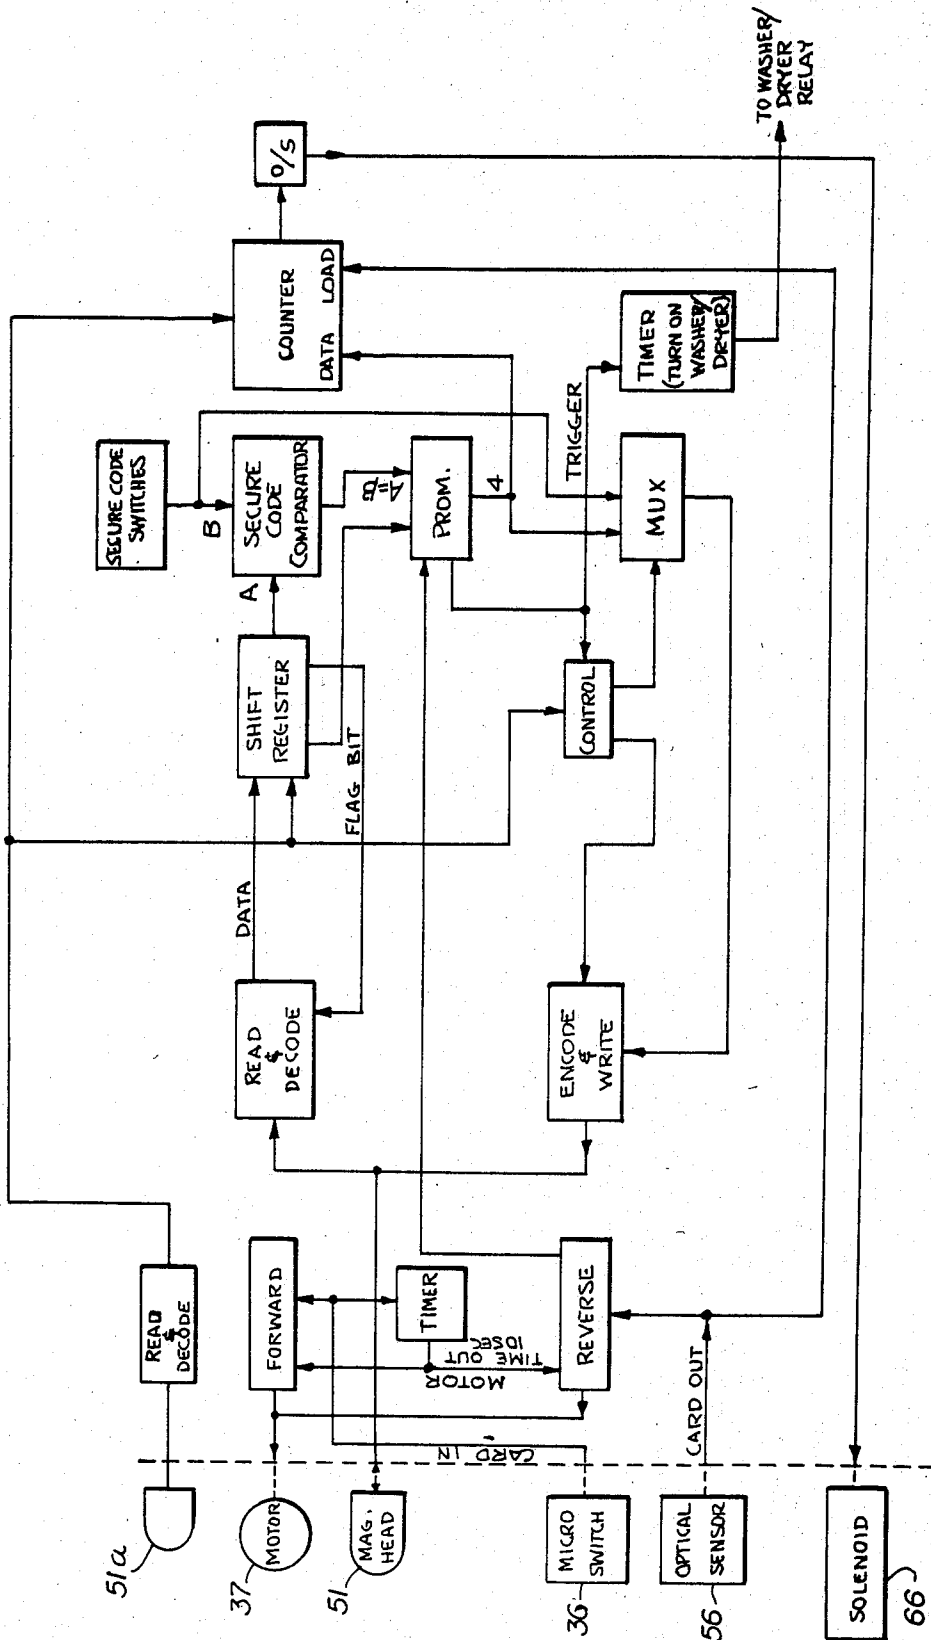 51a
READ
&
DECODE
37
MOTOR
FORWARD
51
MAG.
HEAD
TIMER
MOTOR
TIME OUT
10SEC
CARD IN
36
MICRO
SWITCH
REVERSE
56
OPTICAL
SENSOR
CARD OUT
SOLENOID
66
READ
&
DECODE
DATA
SHIFT
REGISTER
FLAG BIT
A
B
SECURE CODE
SWITCHES
SECURE
CODE
COMPARATOR
A=B
PROM.
4
COUNTER
DATA LOAD
O/S
ENCODE
&
WRITE
CONTROL
TRIGGER
MUX
TIMER
(TURN ON
WASHER/
DRYER)
TO WASHER/
DRYER
RELAY